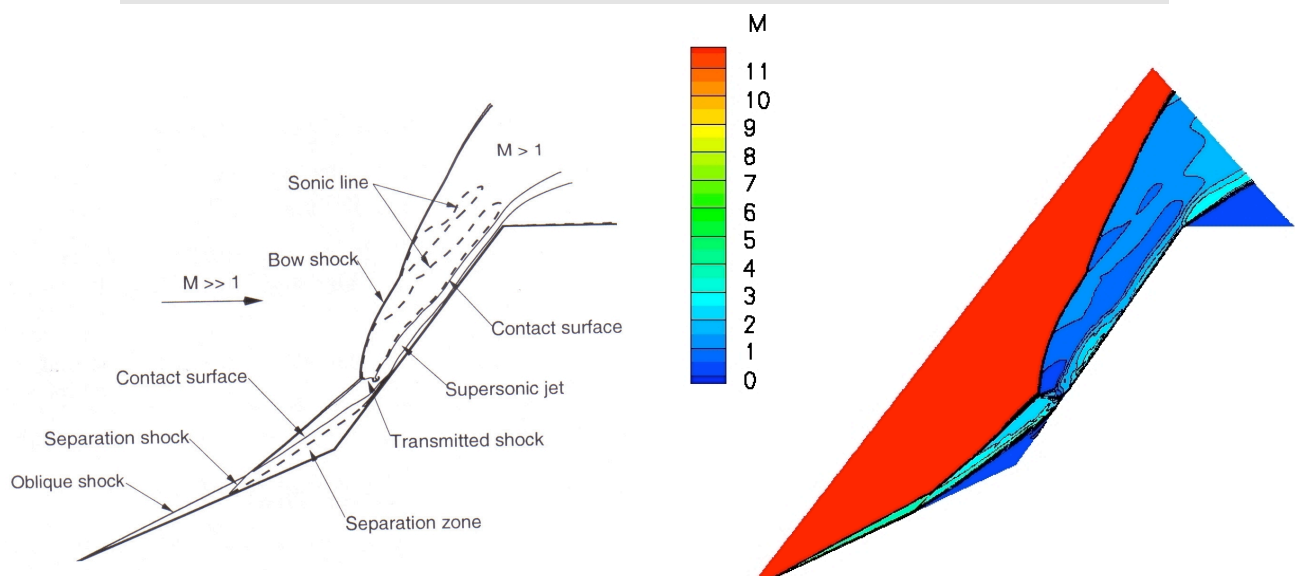 M > 1
Sonic line
Bow shock
M >> 1
Contact surface
Contact surface
Supersonic jet
Separation shock
Transmitted shock
Oblique shock
Separation zone
M
11
10
9
8
7
6
5
4
3
2
1
0